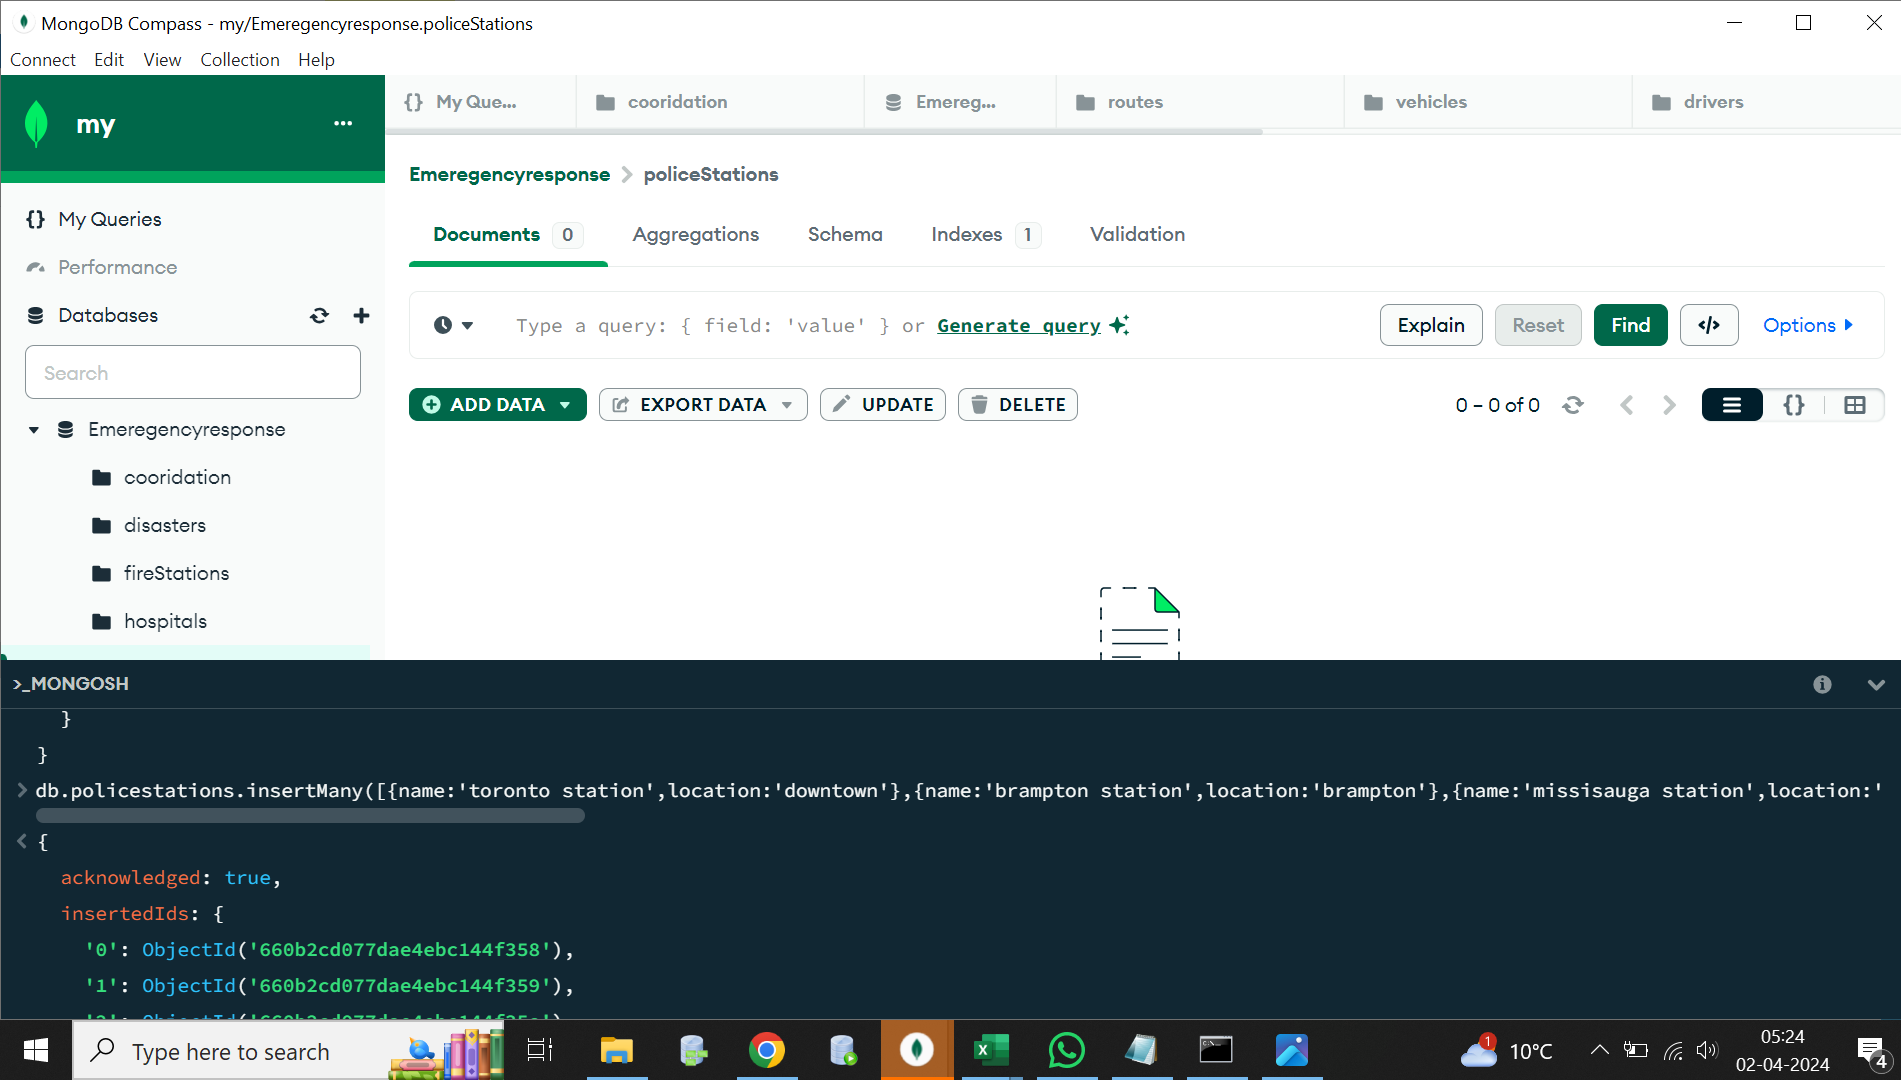 MongoDB Compass - my/Emeregencyresponse.policeStations
Connect Edit View Collection Help
my
My Que...
cooridation
Emereg...
routes
vehicles
drivers
Emeregencyresponse > policeStations
My Queries
Performance
Databases
Search
Emeregencyresponse
cooridation
disasters
fireStations
hospitals
Documents 0 Aggregations Schema Indexes 1 Validation
Type a query: { field: 'value' } or Generate query
Explain Reset Find </> Options
ADD DATA EXPORT DATA UPDATE DELETE
0 – 0 of 0
{}
>_MONGOSH
}
}
> db.policestations.insertMany([{name:'toronto station',location:'downtown'},{name:'brampton station',location:'brampton'},{name:'missisauga station',location:'
< {
acknowledged: true,
insertedIds: {
'0': ObjectId('660b2cd077dae4ebc144f358'),
'1': ObjectId('660b2cd077dae4ebc144f359'),
Type here to search
1
10°C
05:24
02-04-2024
4